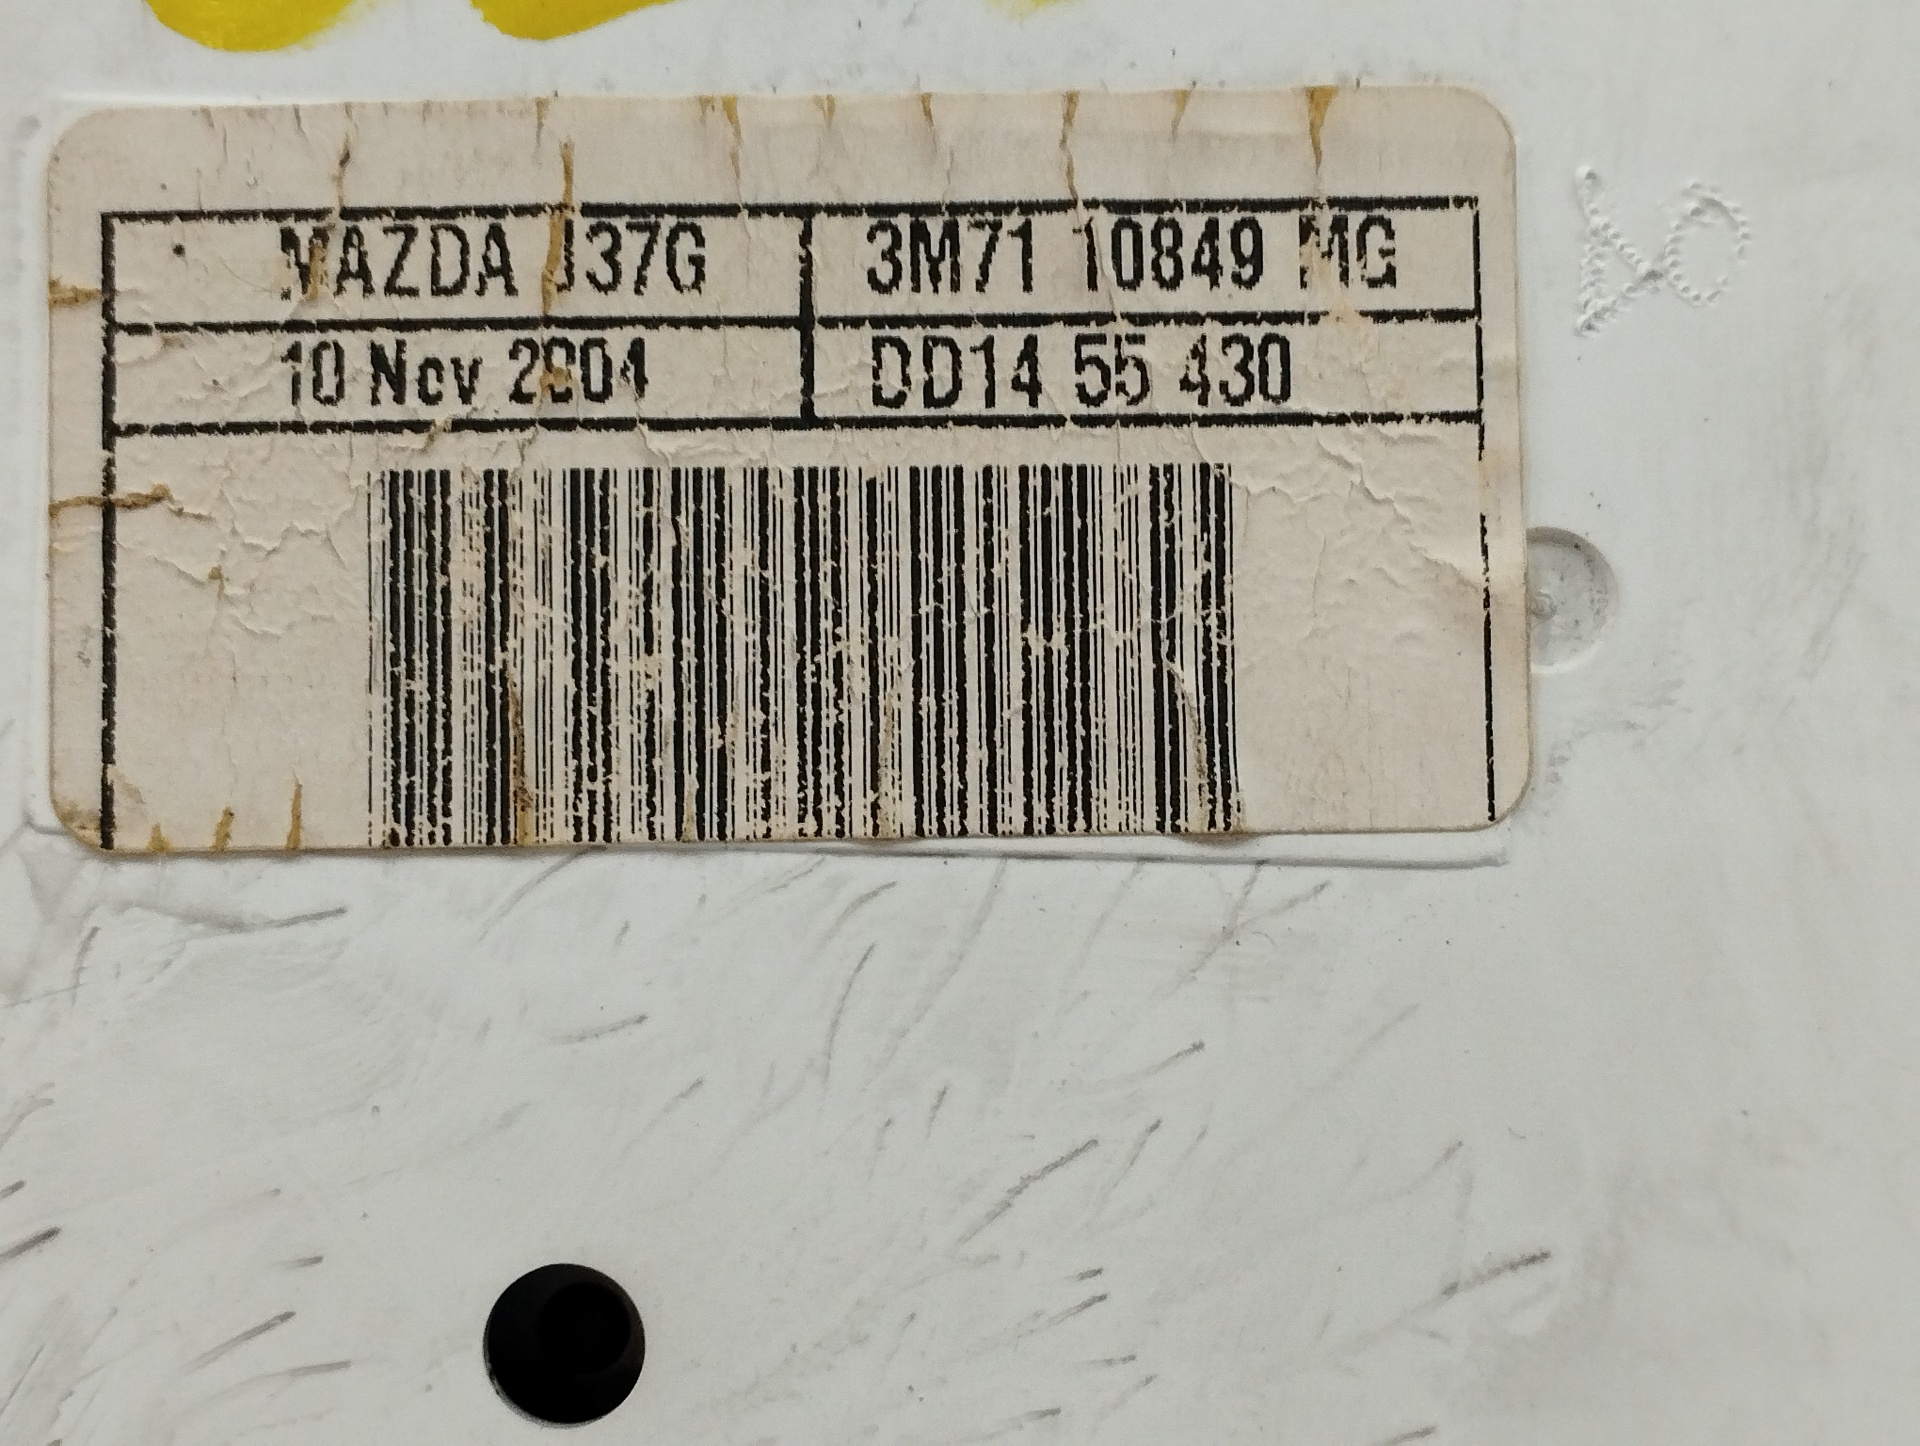 MAZDA J37G 3M71 10849 MG
10 Nov 2004 DD14 55 430